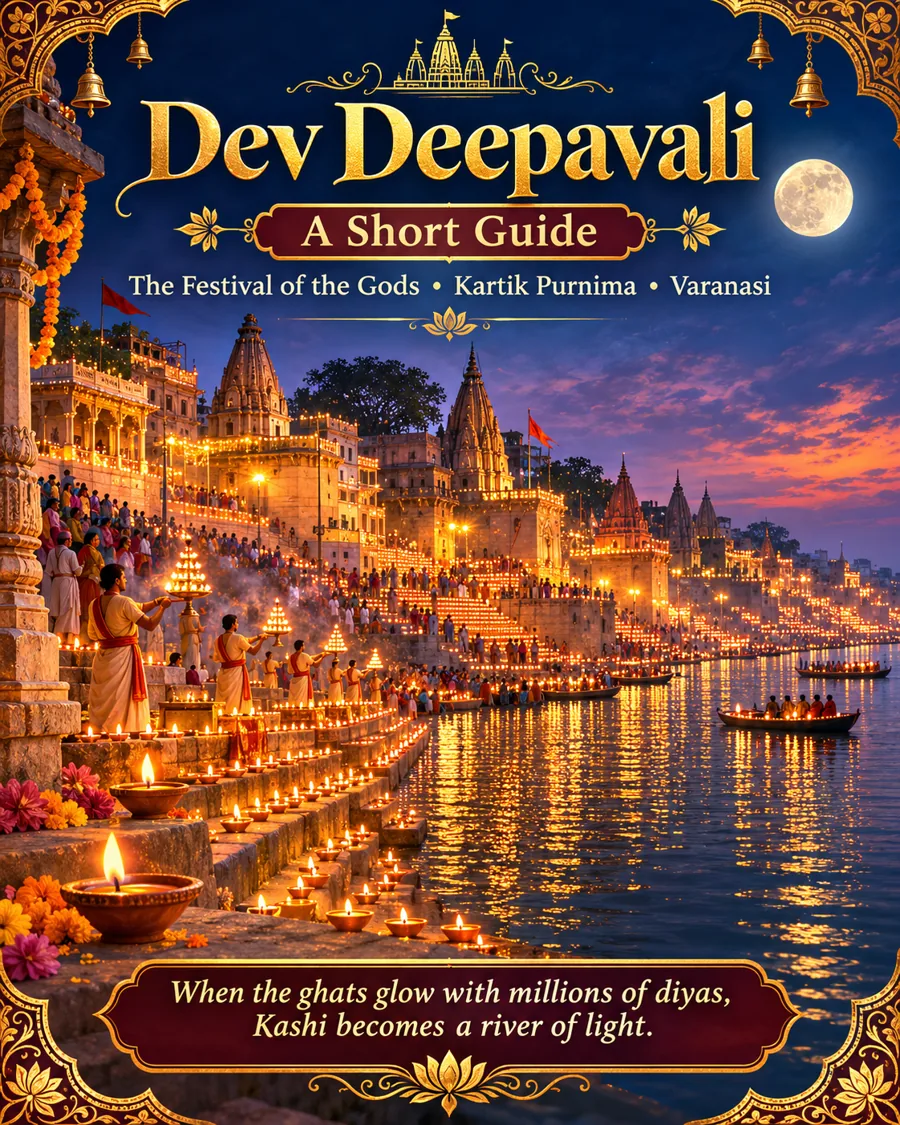 Dev Deepavali
A Short Guide
The Festival of the Gods • Kartik Purnima • Varanasi
When the ghats glow with millions of diyas,
Kashi becomes a river of light.